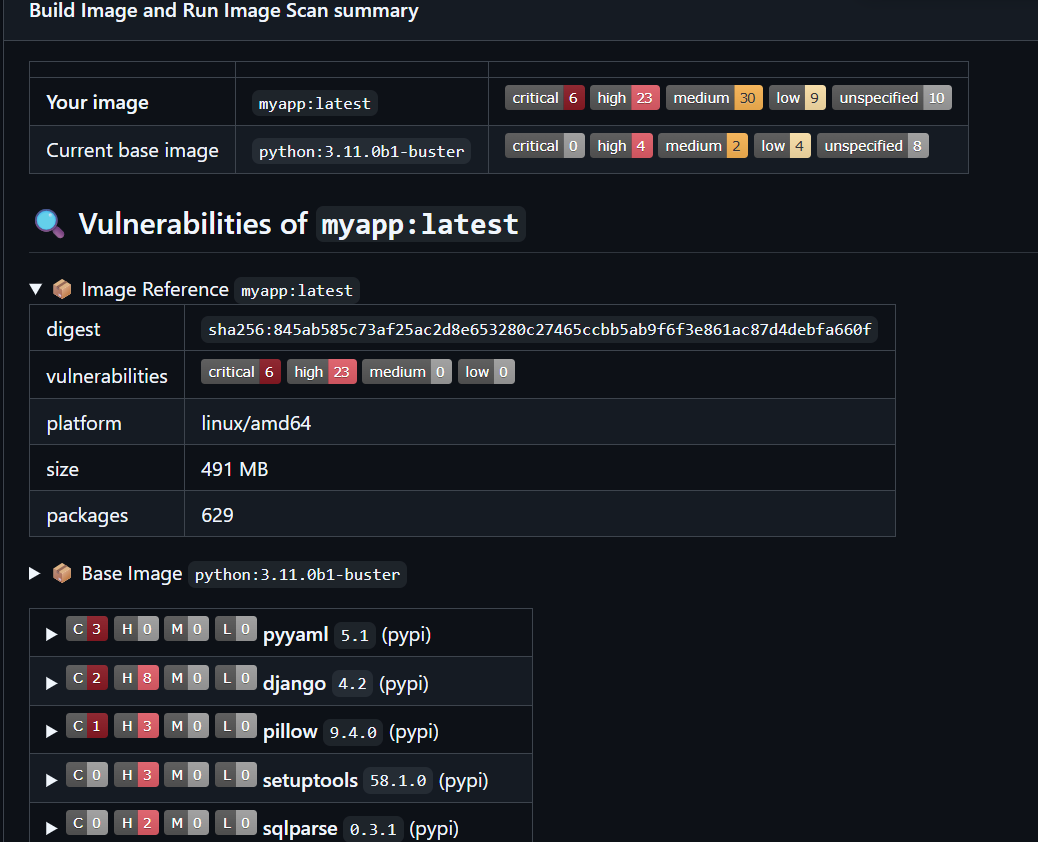 Build Image and Run Image Scan summary
Your image myapp:latest critical 6 high 23 medium 30 low 9 unspecified 10
Current base image python:3.11.0b1-buster critical 0 high 4 medium 2 low 4 unspecified 8
Vulnerabilities of myapp:latest
Image Reference myapp:latest
digest sha256:845ab585c73af25ac2d8e653280c27465ccbb5ab9f6f3e861ac87d4debfa660f
vulnerabilities critical 6 high 23 medium 0 low 0
platform linux/amd64
size 491 MB
packages 629
Base Image python:3.11.0b1-buster
C 3 H 0 M 0 L 0 pyyaml 5.1 (pypi)
C 2 H 8 M 0 L 0 django 4.2 (pypi)
C 1 H 3 M 0 L 0 pillow 9.4.0 (pypi)
C 0 H 3 M 0 L 0 setuptools 58.1.0 (pypi)
C 0 H 2 M 0 L 0 sqlparse 0.3.1 (pypi)